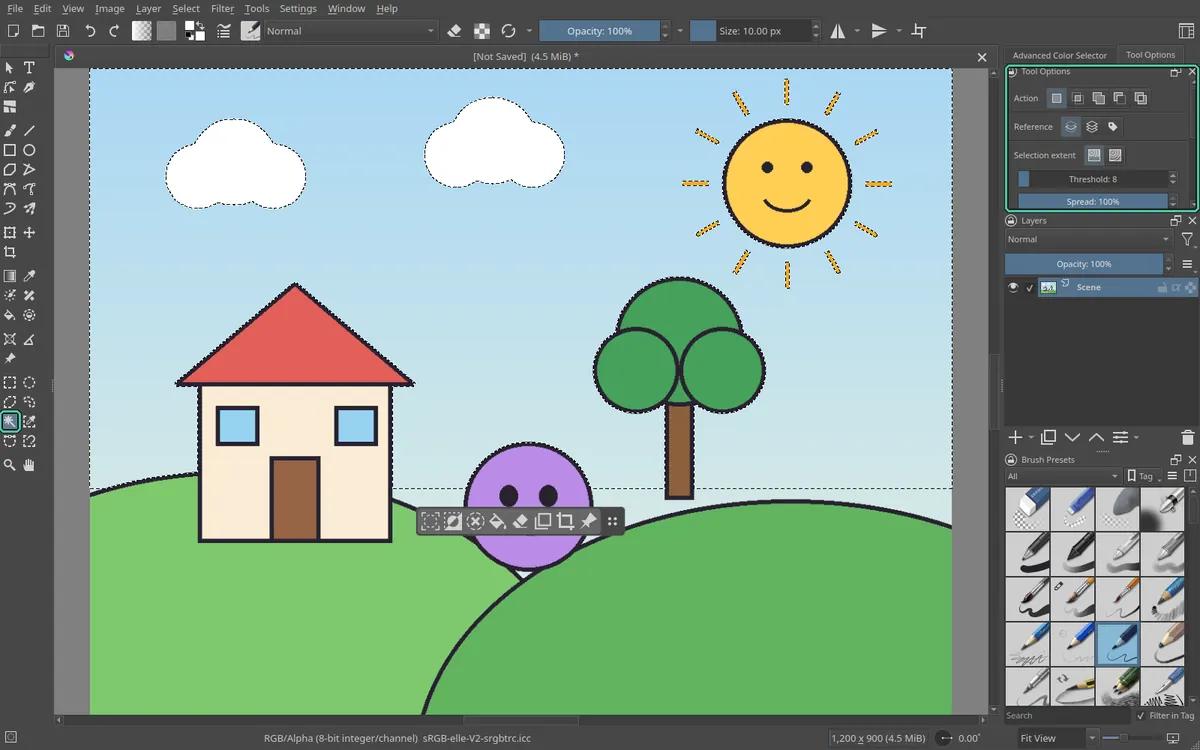 File Edit View Image Layer Select Filter Tools Settings Window Help
Normal
Opacity: 100%
Size: 10.00 px
[Not Saved] (4.5 MiB) *
Advanced Color Selector
Tool Options
Tool Options
Action
Reference
Selection extent
Threshold: 8
Spread: 100%
Layers
Normal
Opacity: 100%
Scene
Brush Presets
All
Tag
Search
Filter in Tag
RGB/Alpha (8-bit integer/channel) sRGB-elle-V2-srgbtrc.icc
1,200 x 900 (4.5 MiB)
0.00°
Fit View